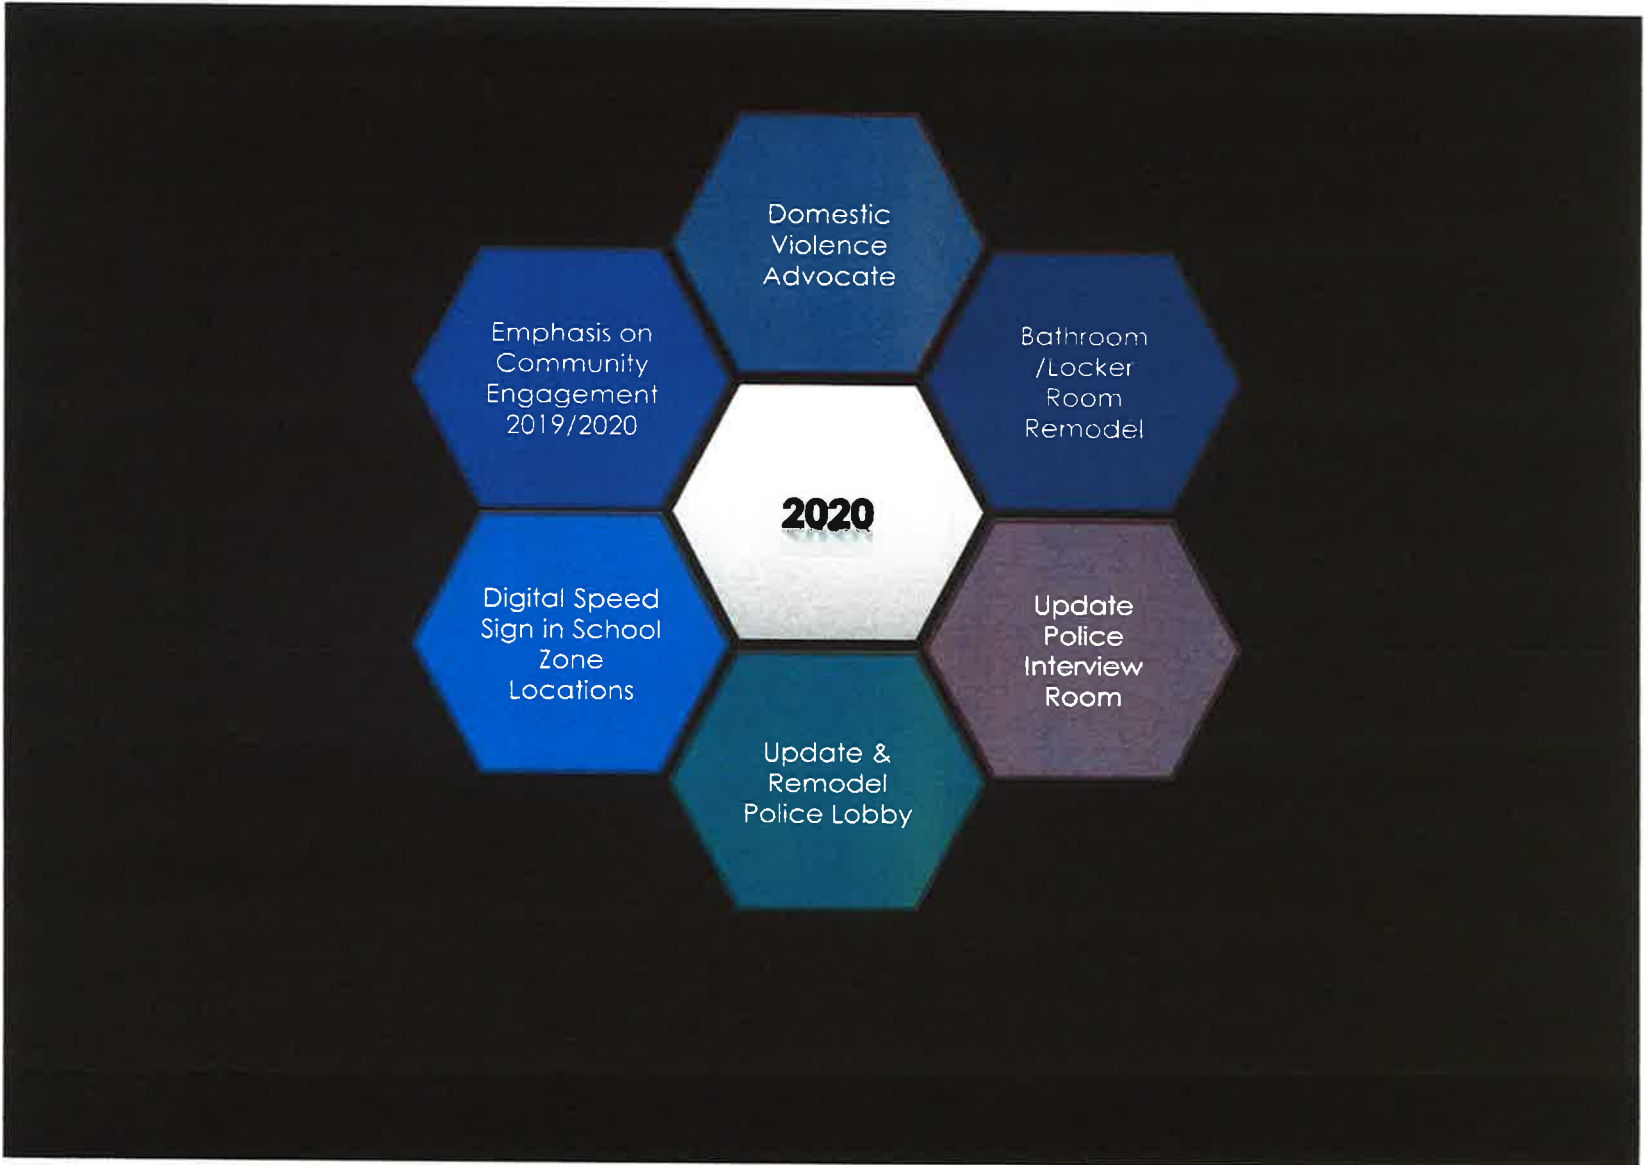 Domestic
Violence
Advocate
Bathroom
/Locker
Room
Remodel
Update
Police
Interview
Room
Update &
Remodel
Police Lobby
Digital Speed
Sign in School
Zone
Locations
Emphasis on
Community
Engagement
2019/2020
2020